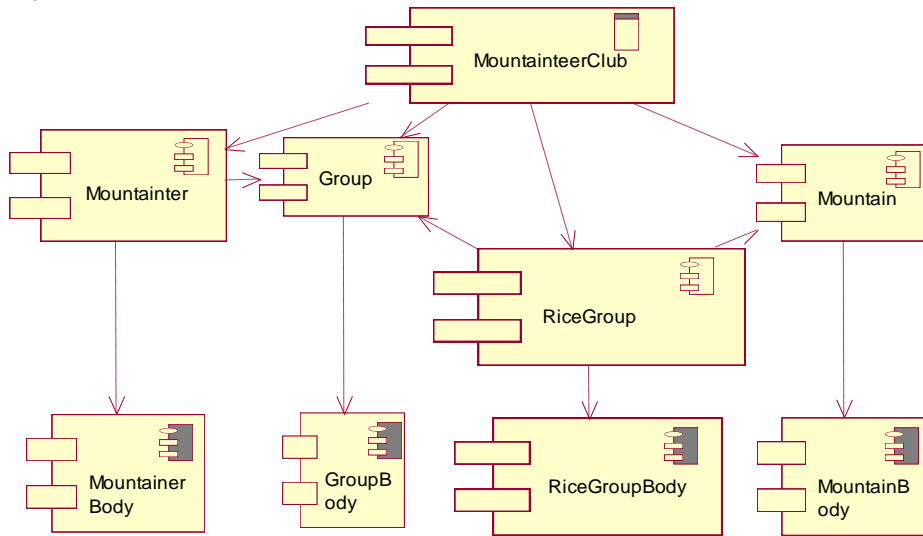 MountainteerClub
Mountainter
Group
Mountain
RiceGroup
Mountainer
Body
GroupB
ody
RiceGroupBody
MountainB
ody